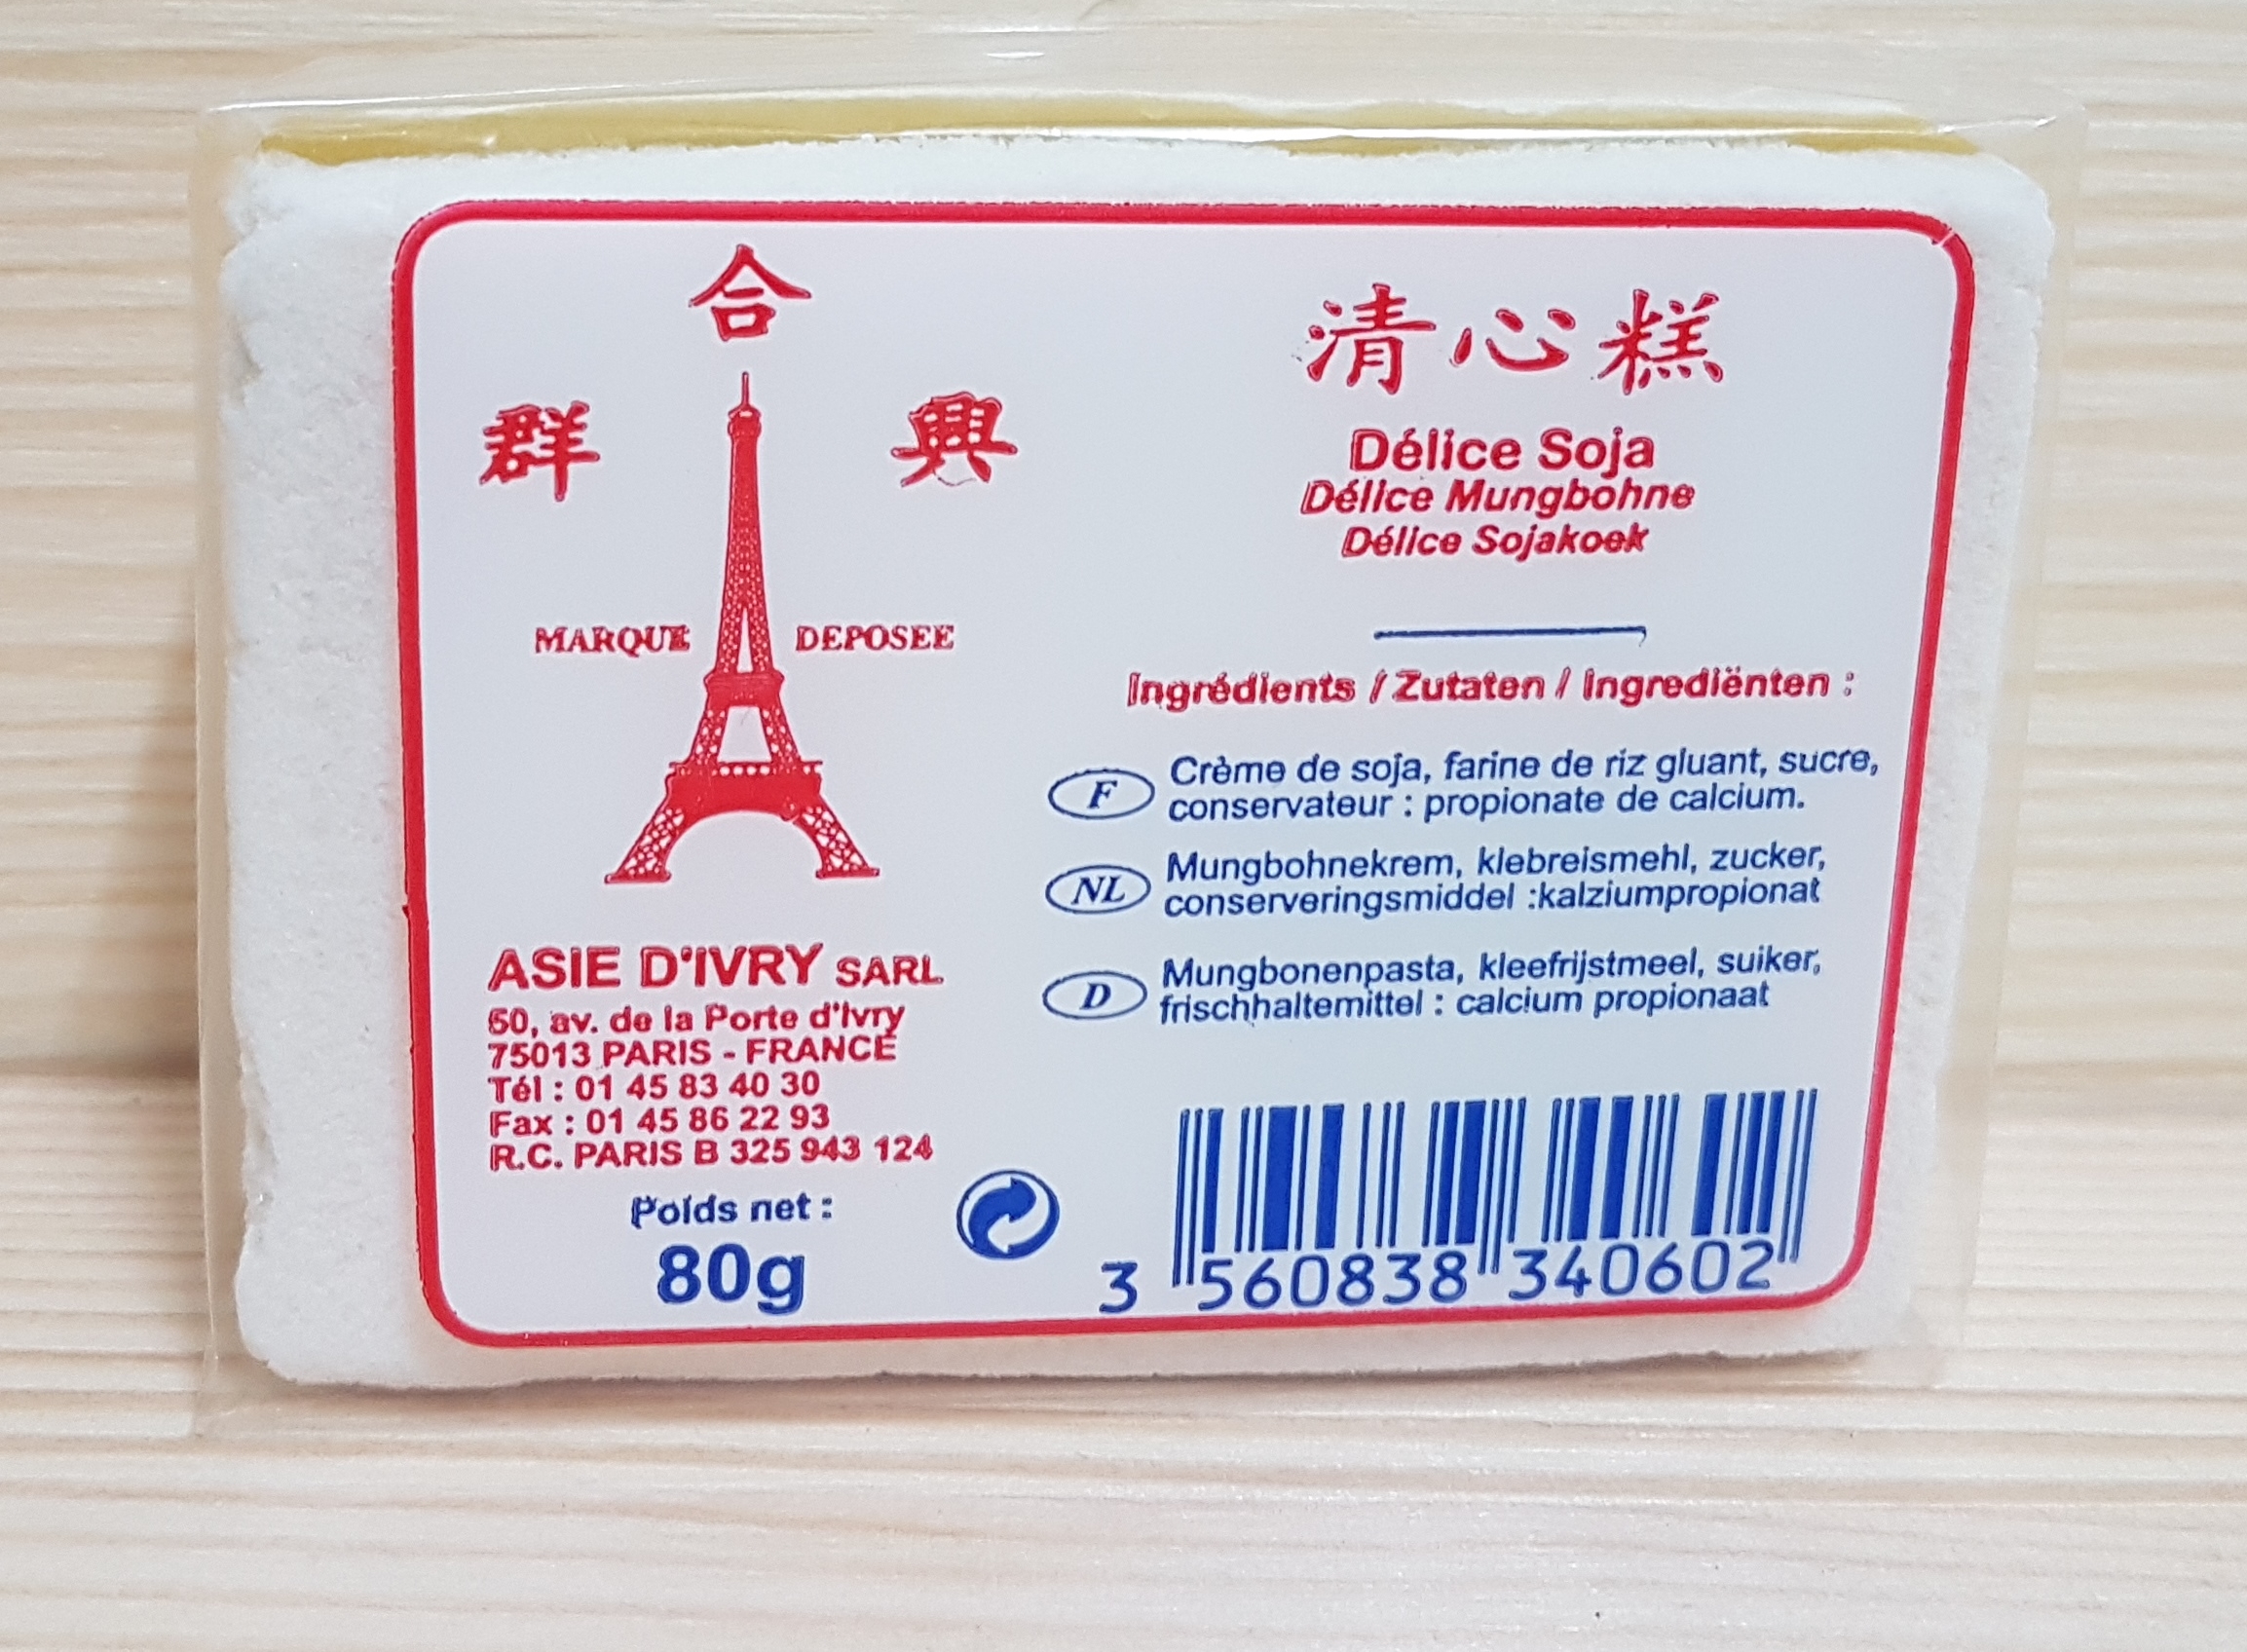 合
群 興
MARQUE DEPOSEE
ASIE D'IVRY SARL
60, av. de la Porte d'Ivry
75013 PARIS - FRANCE
Tél : 01 45 83 40 30
Fax : 01 45 86 22 93
R.C. PARIS B 325 943 124
Poids net :
80g
清心糕
Délice Soja
Délice Mungbohne
Délice Sojakoek
Ingrédients / Zutaten / Ingrediënten :
F Crème de soja, farine de riz gluant, sucre,
conservateur : propionate de calcium.
NL Mungbohnekrem, klebreismehl, zucker,
conserveringsmiddel :kalziumpropionat
D Mungbonenpasta, kleefrijstmeel, suiker,
frischhaltemittel : calcium propionaat
3 560838 340602